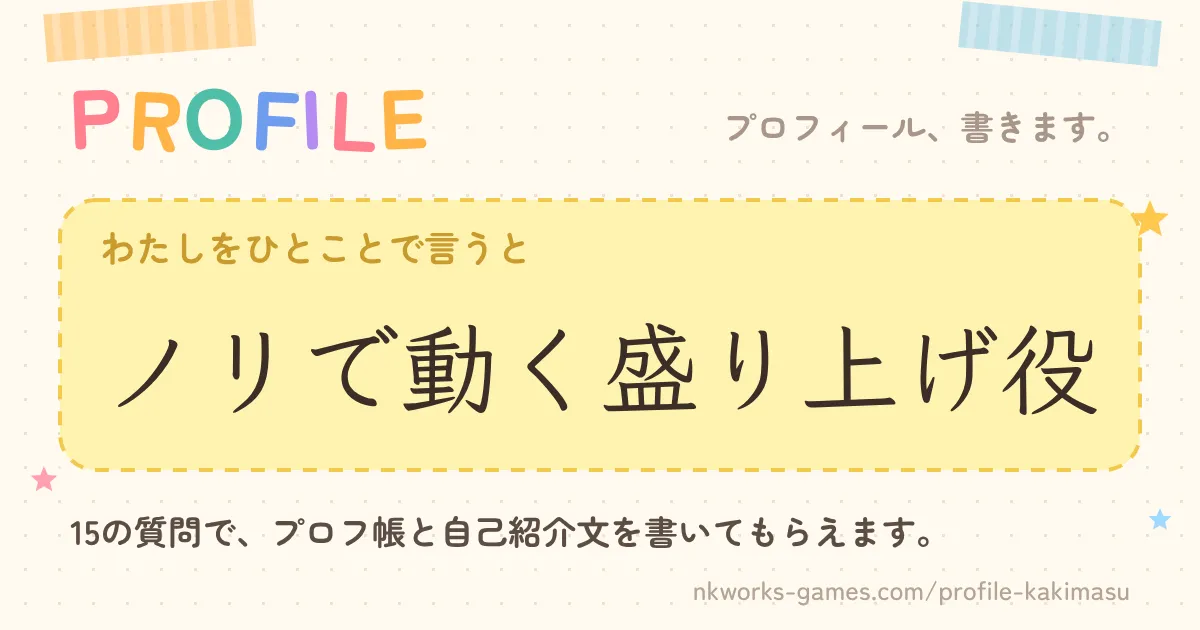 PROFILE
プロフィール、書きます。
わたしをひとことで言うと
ノリで動く盛り上げ役
15の質問で、プロフ帳と自己紹介文を書いてもらえます。
nkworks-games.com/profile-kakimasu